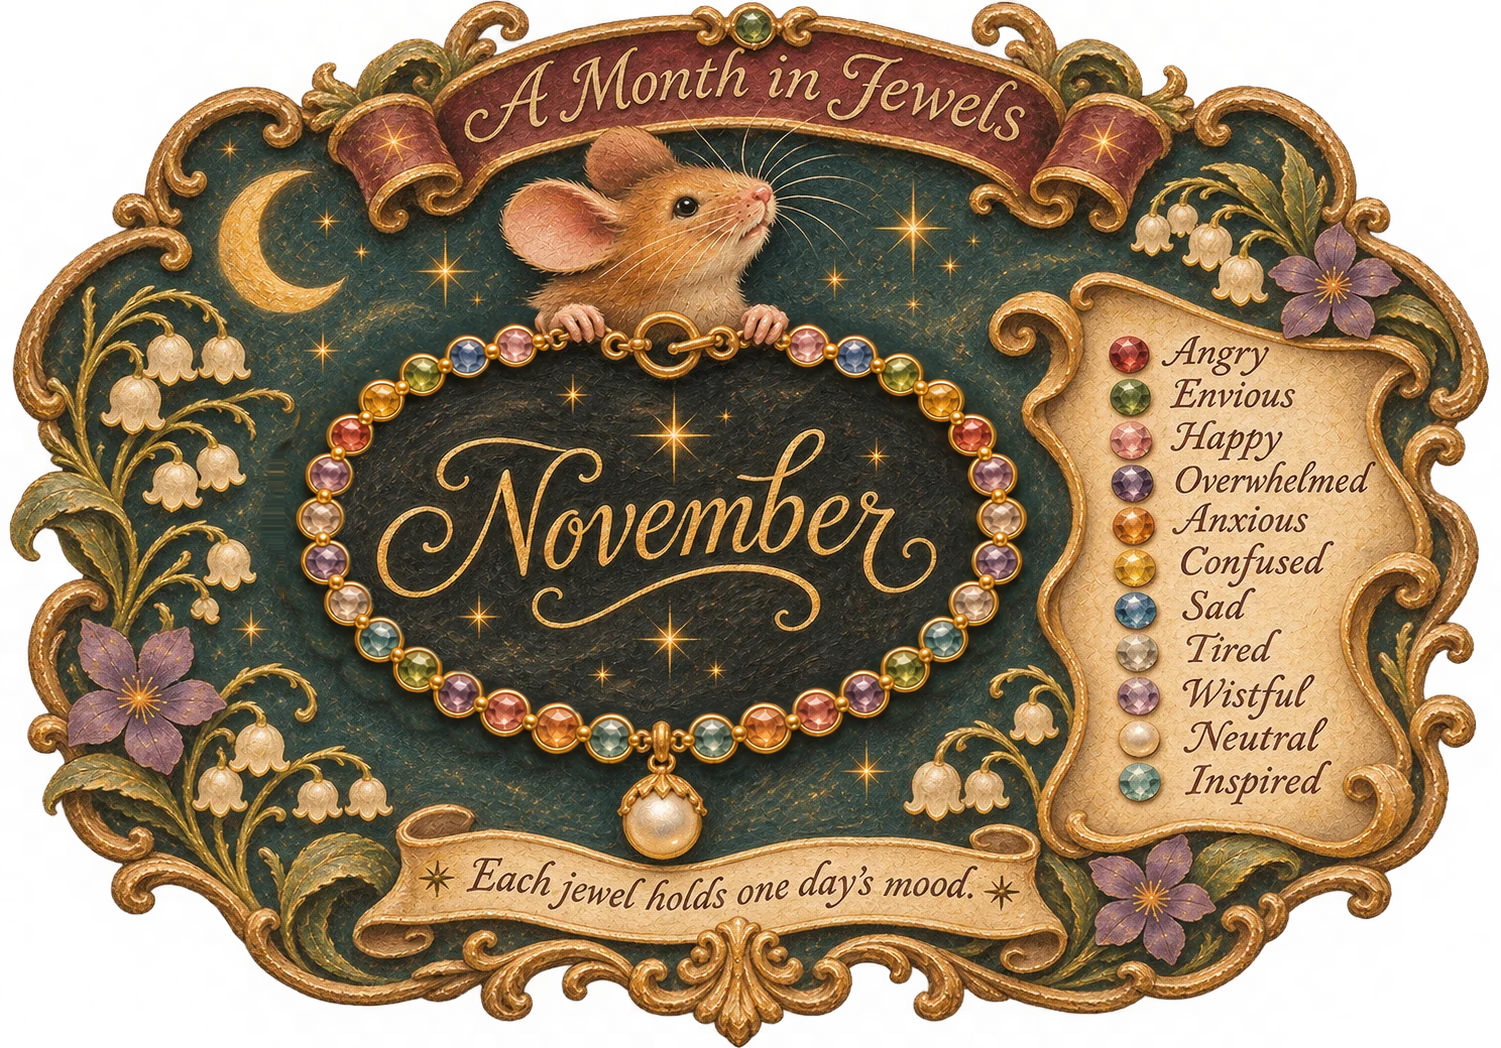 A Month in Jewels
November
Angry
Envious
Happy
Overwhelmed
Anxious
Confused
Sad
Tired
Wistful
Neutral
Inspired
Each jewel holds one day's mood.